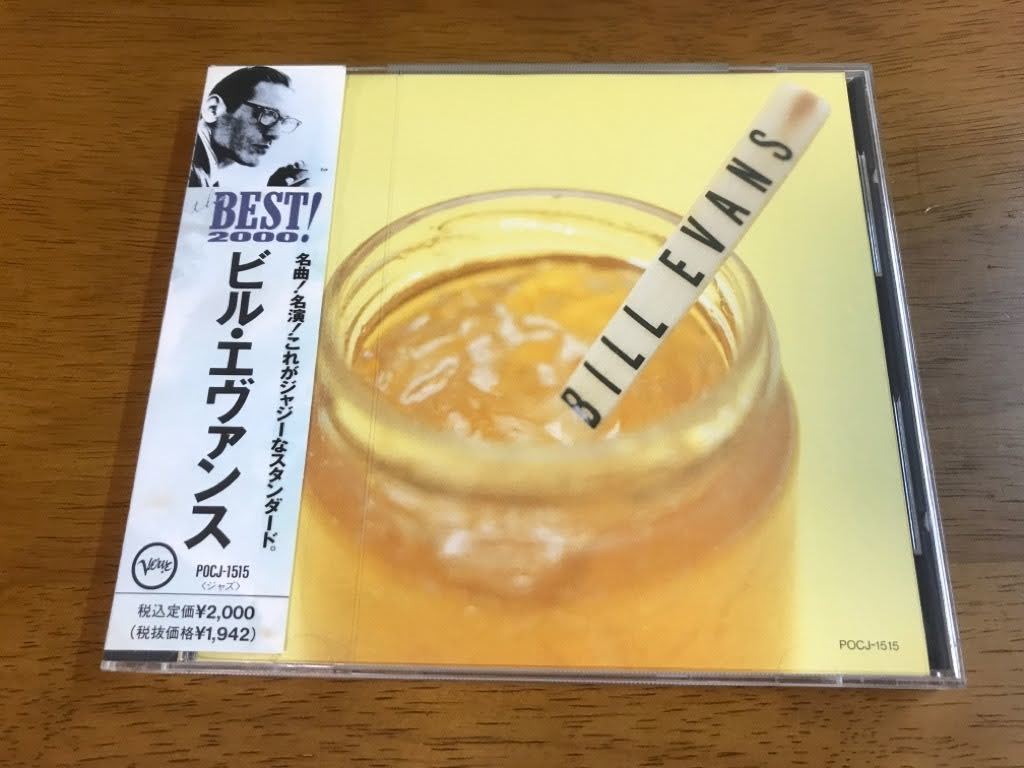 BEST!
2000!
名曲!名演!これがジャジーなスタンダード。
ビル・エヴァンス
Verve
POCJ-1515
〈ジャズ〉
税込定価¥2,000
(税抜価格¥1,942)
BILL EVANS
POCJ-1515